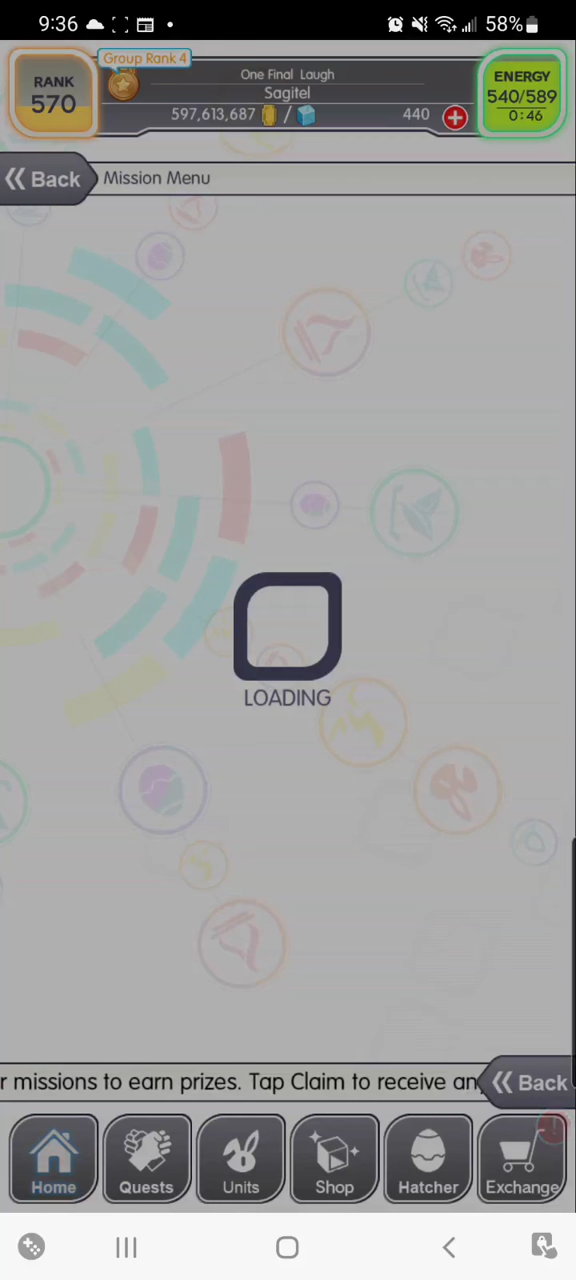 9:36
58%
Group Rank 4
RANK
570
One Final Laugh
Sagitel
597,613,687 / 440
ENERGY
540/589
0:46
Back
Mission Menu
LOADING
r missions to earn prizes. Tap Claim to receive an
Back
Home
Quests
Units
Shop
Hatcher
Exchange